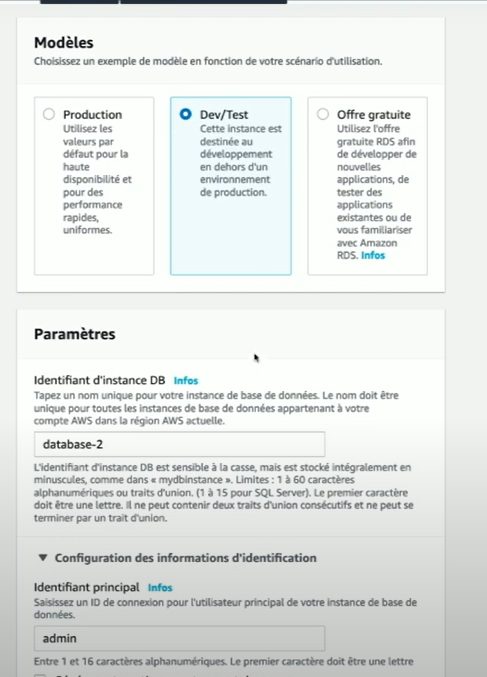 Modèles
Choisissez un exemple de modèle en fonction de votre scénario d'utilisation.
Production
Utilisez les
valeurs par
défaut pour la
haute
disponibilité et
pour des
performance
rapides,
uniformes.
Dev/Test
Cette instance est
destinée au
développement
en dehors d'un
environnement
de production.
Offre gratuite
Utilisez l'offre
gratuite RDS afin
de développer de
nouvelles
applications, de
tester des
applications
existantes ou de
vous familiariser
avec Amazon
RDS. Infos
Paramètres
Identifiant d'instance DB Infos
Tapez un nom unique pour votre instance de base de données. Le nom doit être
unique pour toutes les instances de base de données appartenant à votre
compte AWS dans la région AWS actuelle.
database-2
L'identifiant d'instance DB est sensible à la casse, mais est stocké intégralement en
minuscules, comme dans « mydbinstance ». Limites : 1 à 60 caractères
alphanumériques ou traits d'union. (1 à 15 pour SQL Server). Le premier caractère
doit être une lettre. Il ne peut contenir deux traits d'union consécutifs et ne peut se
terminer par un trait d'union.
Configuration des informations d'identification
Identifiant principal Infos
Saisissez un ID de connexion pour l'utilisateur principal de votre instance de base de
données.
admin
Entre 1 et 16 caractères alphanumériques. Le premier caractère doit être une lettre